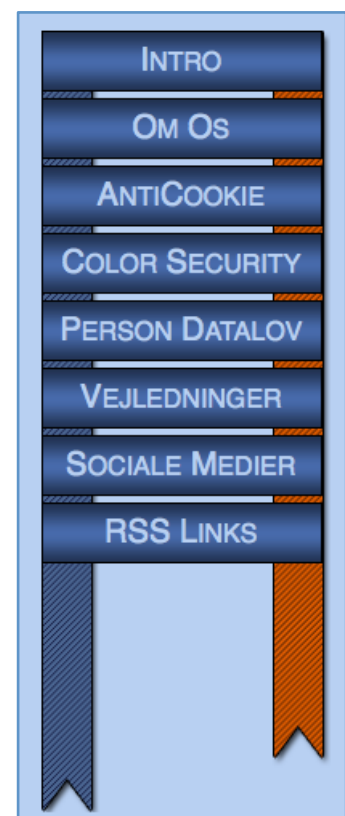 Intro
Om Os
AntiCookie
Color Security
Person Datalov
Vejledninger
Sociale Medier
RSS Links